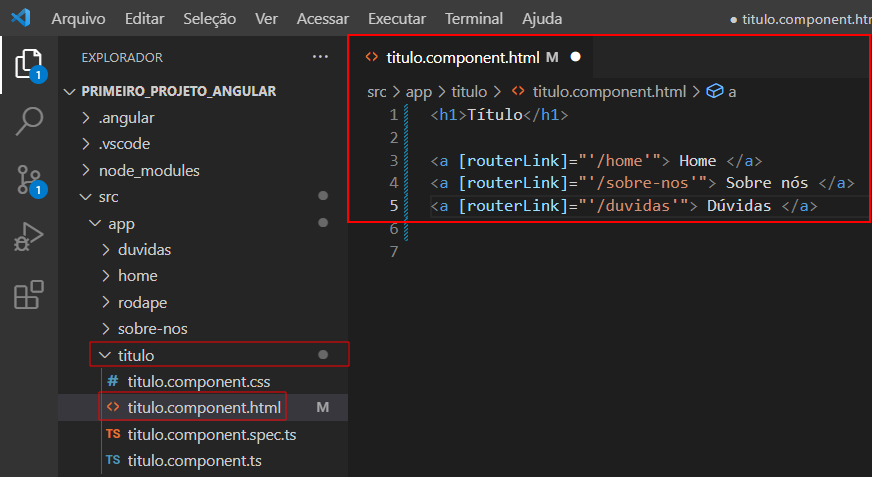 Arquivo Editar Seleção Ver Acessar Executar Terminal Ajuda ● titulo.component.htm
EXPLORADOR ···
PRIMEIRO_PROJETO_ANGULAR
.angular
.vscode
node_modules
src
app
duvidas
home
rodape
sobre-nos
titulo
# titulo.component.css
<> titulo.component.html M
TS titulo.component.spec.ts
TS titulo.component.ts
1
1
<> titulo.component.html M ●
src > app > titulo > <> titulo.component.html > a
1 <h1>Título</h1>
2
3 <a [routerLink]="'/home'"> Home </a>
4 <a [routerLink]="'/sobre-nos'"> Sobre nós </a>
5 <a [routerLink]="'/duvidas'"> Dúvidas </a>
6
7